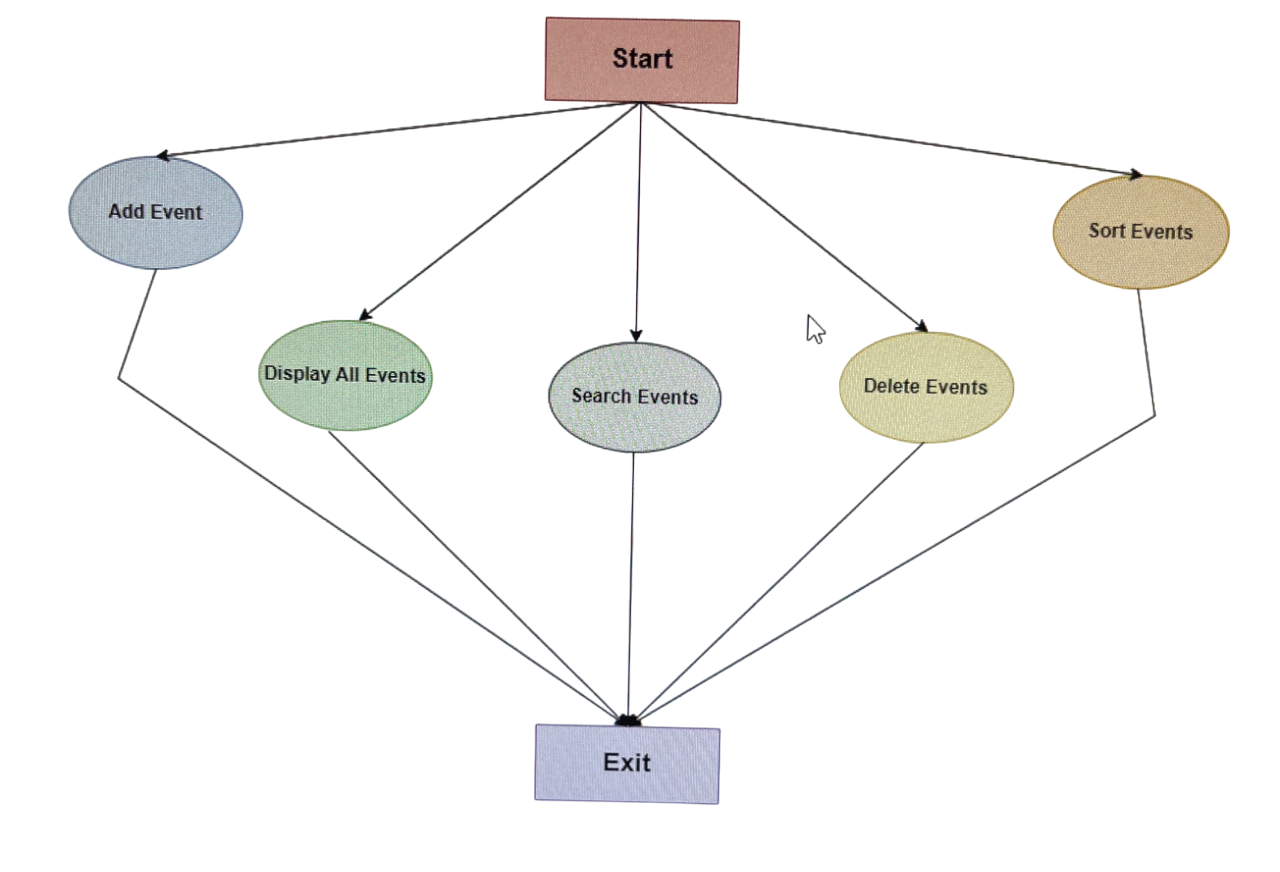 Start
Add Event
Sort Events
Display All Events
Search Events
Delete Events
Exit